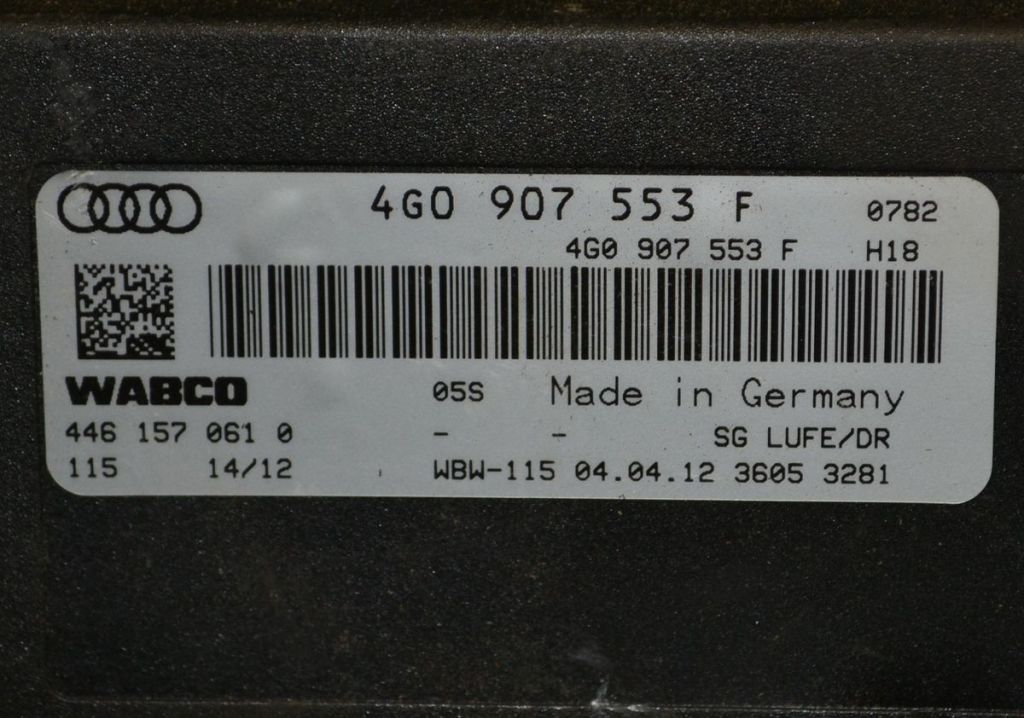 4G0 907 553 F 0782
4G0 907 553 F H18
WABCO 05S Made in Germany
446 157 061 0 - - SG LUFE/DR
115 14/12 WBW-115 04.04.12 3605 3281